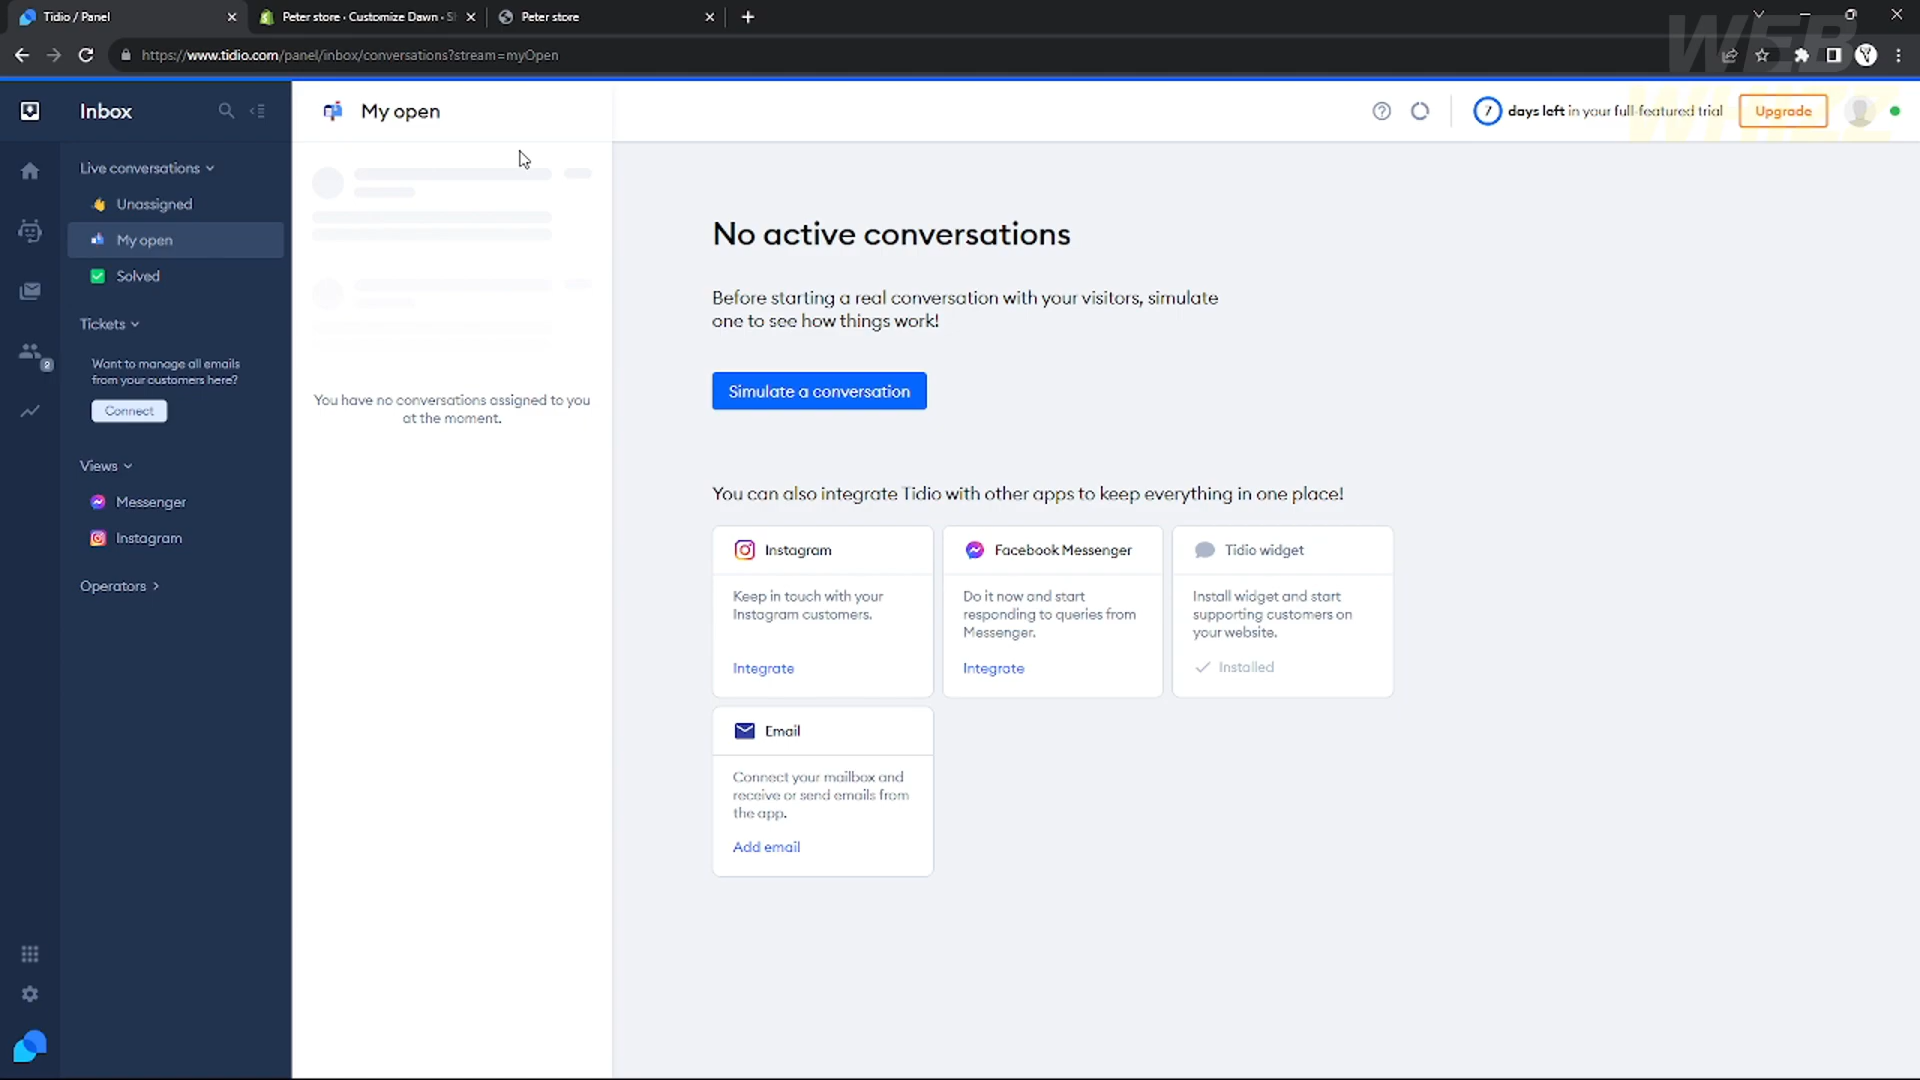 Tidio / Panel
Peter store · Customize Dawn · S
Peter store
https://www.tidio.com/panel/inbox/conversations?stream=myOpen
WEB
Inbox
My open
7
days left in your full-featured trial
Upgrade
Live conversations
Unassigned
My open
Solved
Tickets
2
Want to manage all emails
from your customers here?
Connect
Views
Messenger
Instagram
Operators
You have no conversations assigned to you
at the moment.
No active conversations
Before starting a real conversation with your visitors, simulate
one to see how things work!
Simulate a conversation
You can also integrate Tidio with other apps to keep everything in one place!
Instagram
Keep in touch with your
Instagram customers.
Integrate
Facebook Messenger
Do it now and start
responding to queries from
Messenger.
Integrate
Tidio widget
Install widget and start
supporting customers on
your website.
Installed
Email
Connect your mailbox and
receive or send emails from
the app.
Add email